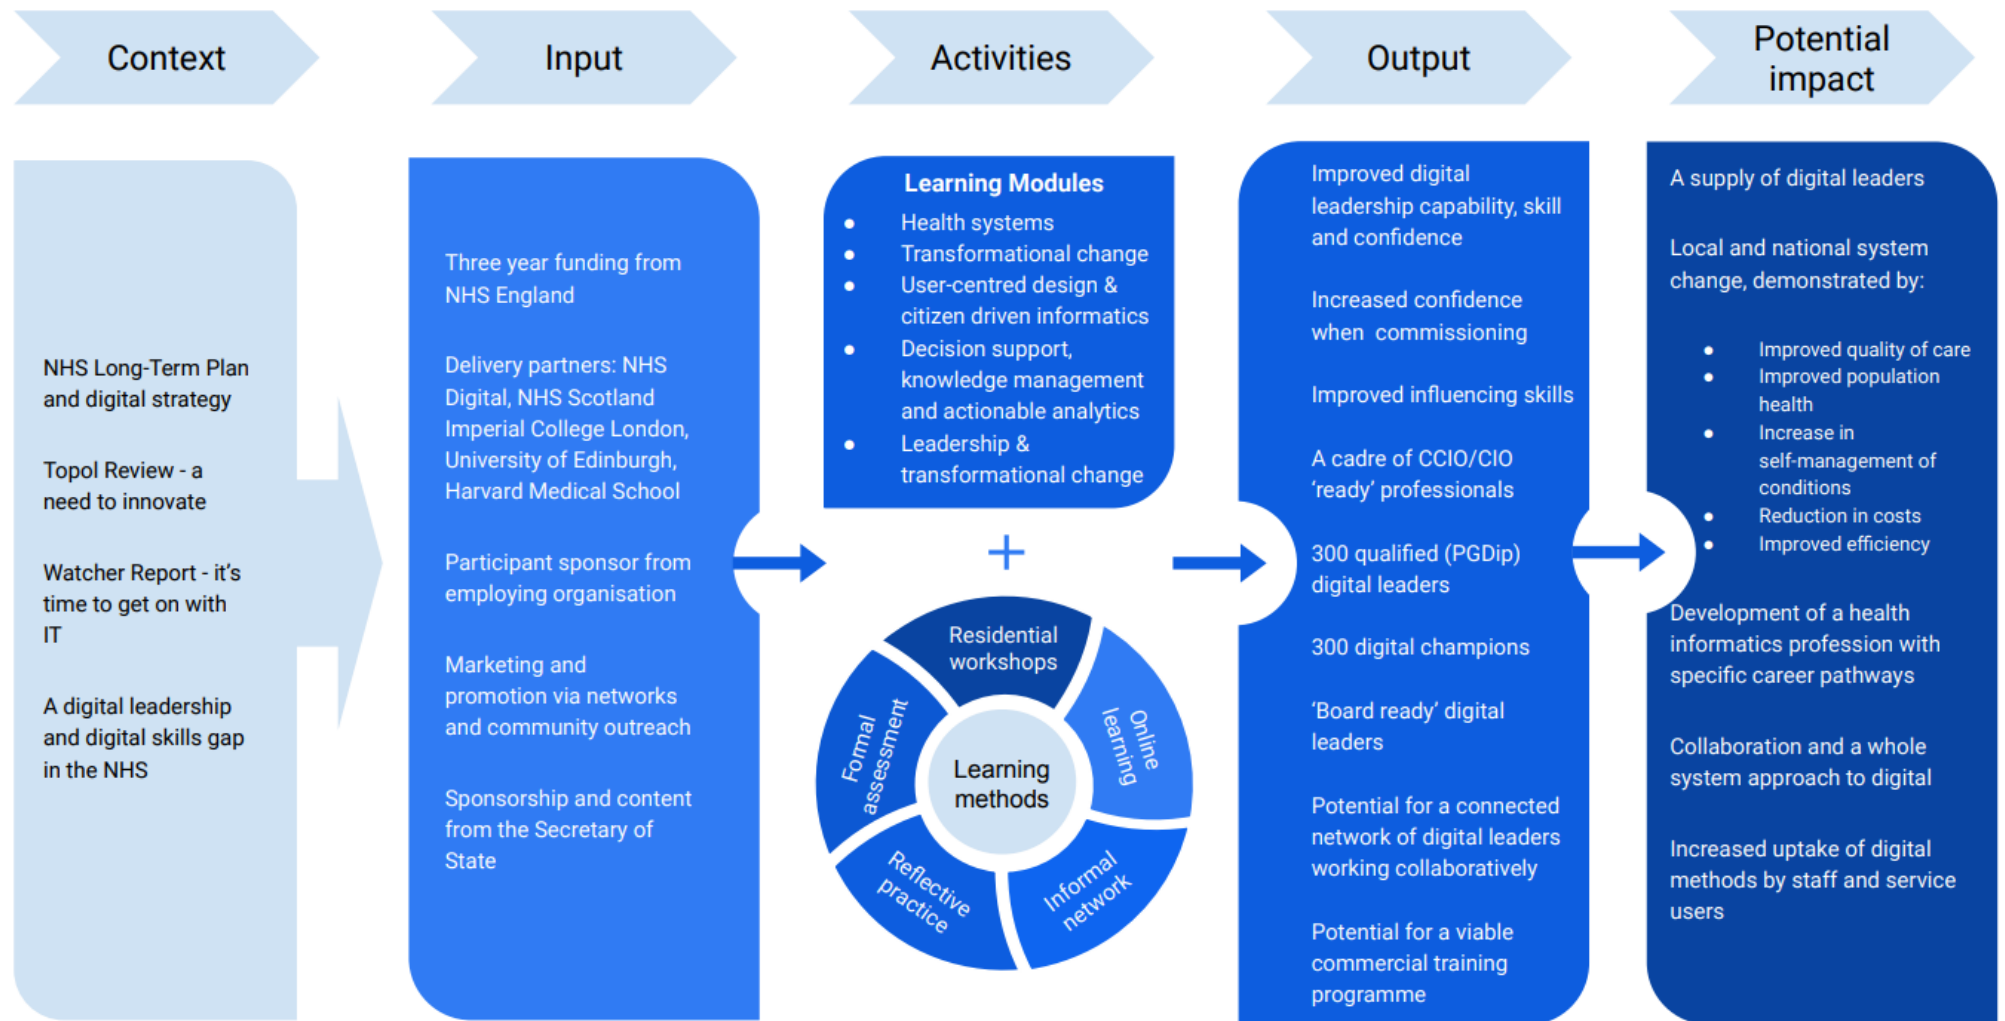 Context
Input
Activities
Output
Potential
impact
NHS Long-Term Plan
and digital strategy
Topol Review - a
need to innovate
Watcher Report - it's
time to get on with
IT
A digital leadership
and digital skills gap
in the NHS
Three year funding from
NHS England
Delivery partners: NHS
Digital, NHS Scotland
Imperial College London,
University of Edinburgh,
Harvard Medical School
Participant sponsor from
employing organisation
Marketing and
promotion via networks
and community outreach
Sponsorship and content
from the Secretary of
State
Learning Modules
● Health systems
● Transformational change
● User-centred design &
citizen driven informatics
● Decision support,
knowledge management
and actionable analytics
● Leadership &
transformational change
+
Residential
workshops
Online
learning
Informal
network
Reflective
practice
Formal
assessment
Learning
methods
Improved digital
leadership capability, skill
and confidence
Increased confidence
when commissioning
Improved influencing skills
A cadre of CCIO/CIO
‘ready’ professionals
300 qualified (PGDip)
digital leaders
300 digital champions
‘Board ready’ digital
leaders
Potential for a connected
network of digital leaders
working collaboratively
Potential for a viable
commercial training
programme
A supply of digital leaders
Local and national system
change, demonstrated by:
● Improved quality of care
● Improved population
health
● Increase in
self-management of
conditions
● Reduction in costs
● Improved efficiency
Development of a health
informatics profession with
specific career pathways
Collaboration and a whole
system approach to digital
Increased uptake of digital
methods by staff and service
users